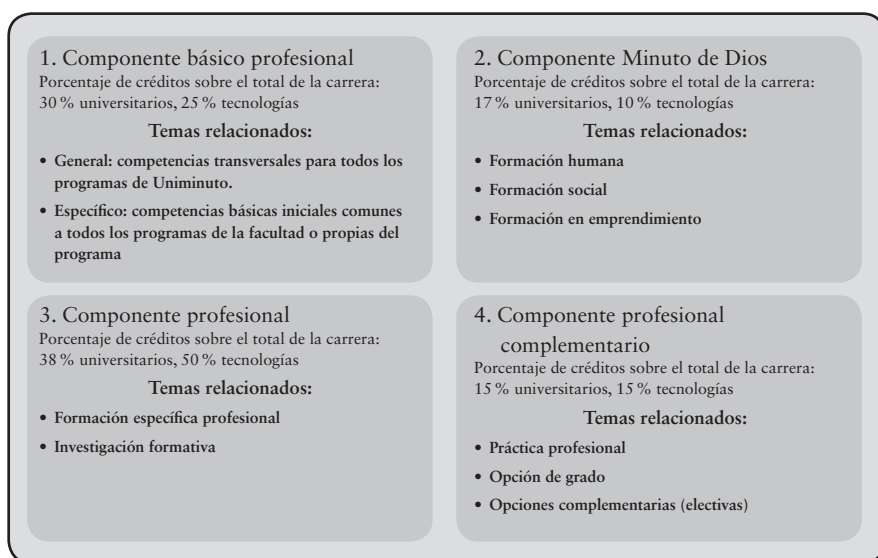 1. Componente básico profesional
Porcentaje de créditos sobre el total de la carrera:
30 % universitarios, 25 % tecnologías
Temas relacionados:
• General: competencias transversales para todos los
programas de Uniminuto.
• Específico: competencias básicas iniciales comunes
a todos los programas de la facultad o propias del
programa
2. Componente Minuto de Dios
Porcentaje de créditos sobre el total de la carrera:
17 % universitarios, 10 % tecnologías
Temas relacionados:
• Formación humana
• Formación social
• Formación en emprendimiento
3. Componente profesional
Porcentaje de créditos sobre el total de la carrera:
38 % universitarios, 50 % tecnologías
Temas relacionados:
• Formación específica profesional
• Investigación formativa
4. Componente profesional
complementario
Porcentaje de créditos sobre el total de la carrera:
15 % universitarios, 15 % tecnologías
Temas relacionados:
• Práctica profesional
• Opción de grado
• Opciones complementarias (electivas)